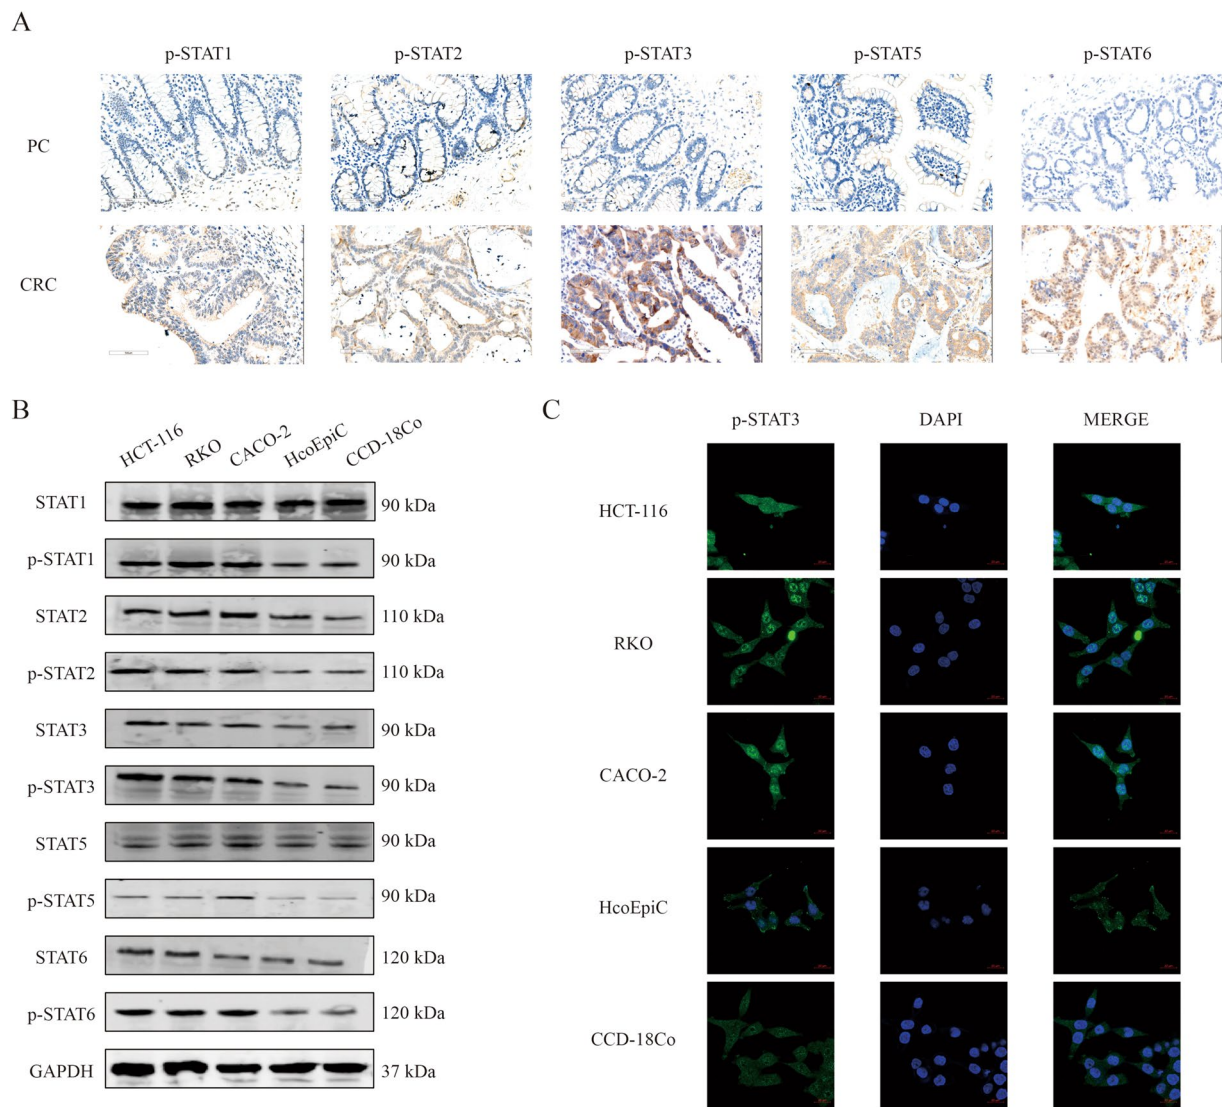 A
p-STAT1 p-STAT2 p-STAT3 p-STAT5 p-STAT6
PC
CRC
B
HCT-116 RKO CACO-2 HcoEpiC CCD-18Co
STAT1 90 kDa
p-STAT1 90 kDa
STAT2 110 kDa
p-STAT2 110 kDa
STAT3 90 kDa
p-STAT3 90 kDa
STAT5 90 kDa
p-STAT5 90 kDa
STAT6 120 kDa
p-STAT6 120 kDa
GAPDH 37 kDa
C
p-STAT3 DAPI MERGE
HCT-116
RKO
CACO-2
HcoEpiC
CCD-18Co